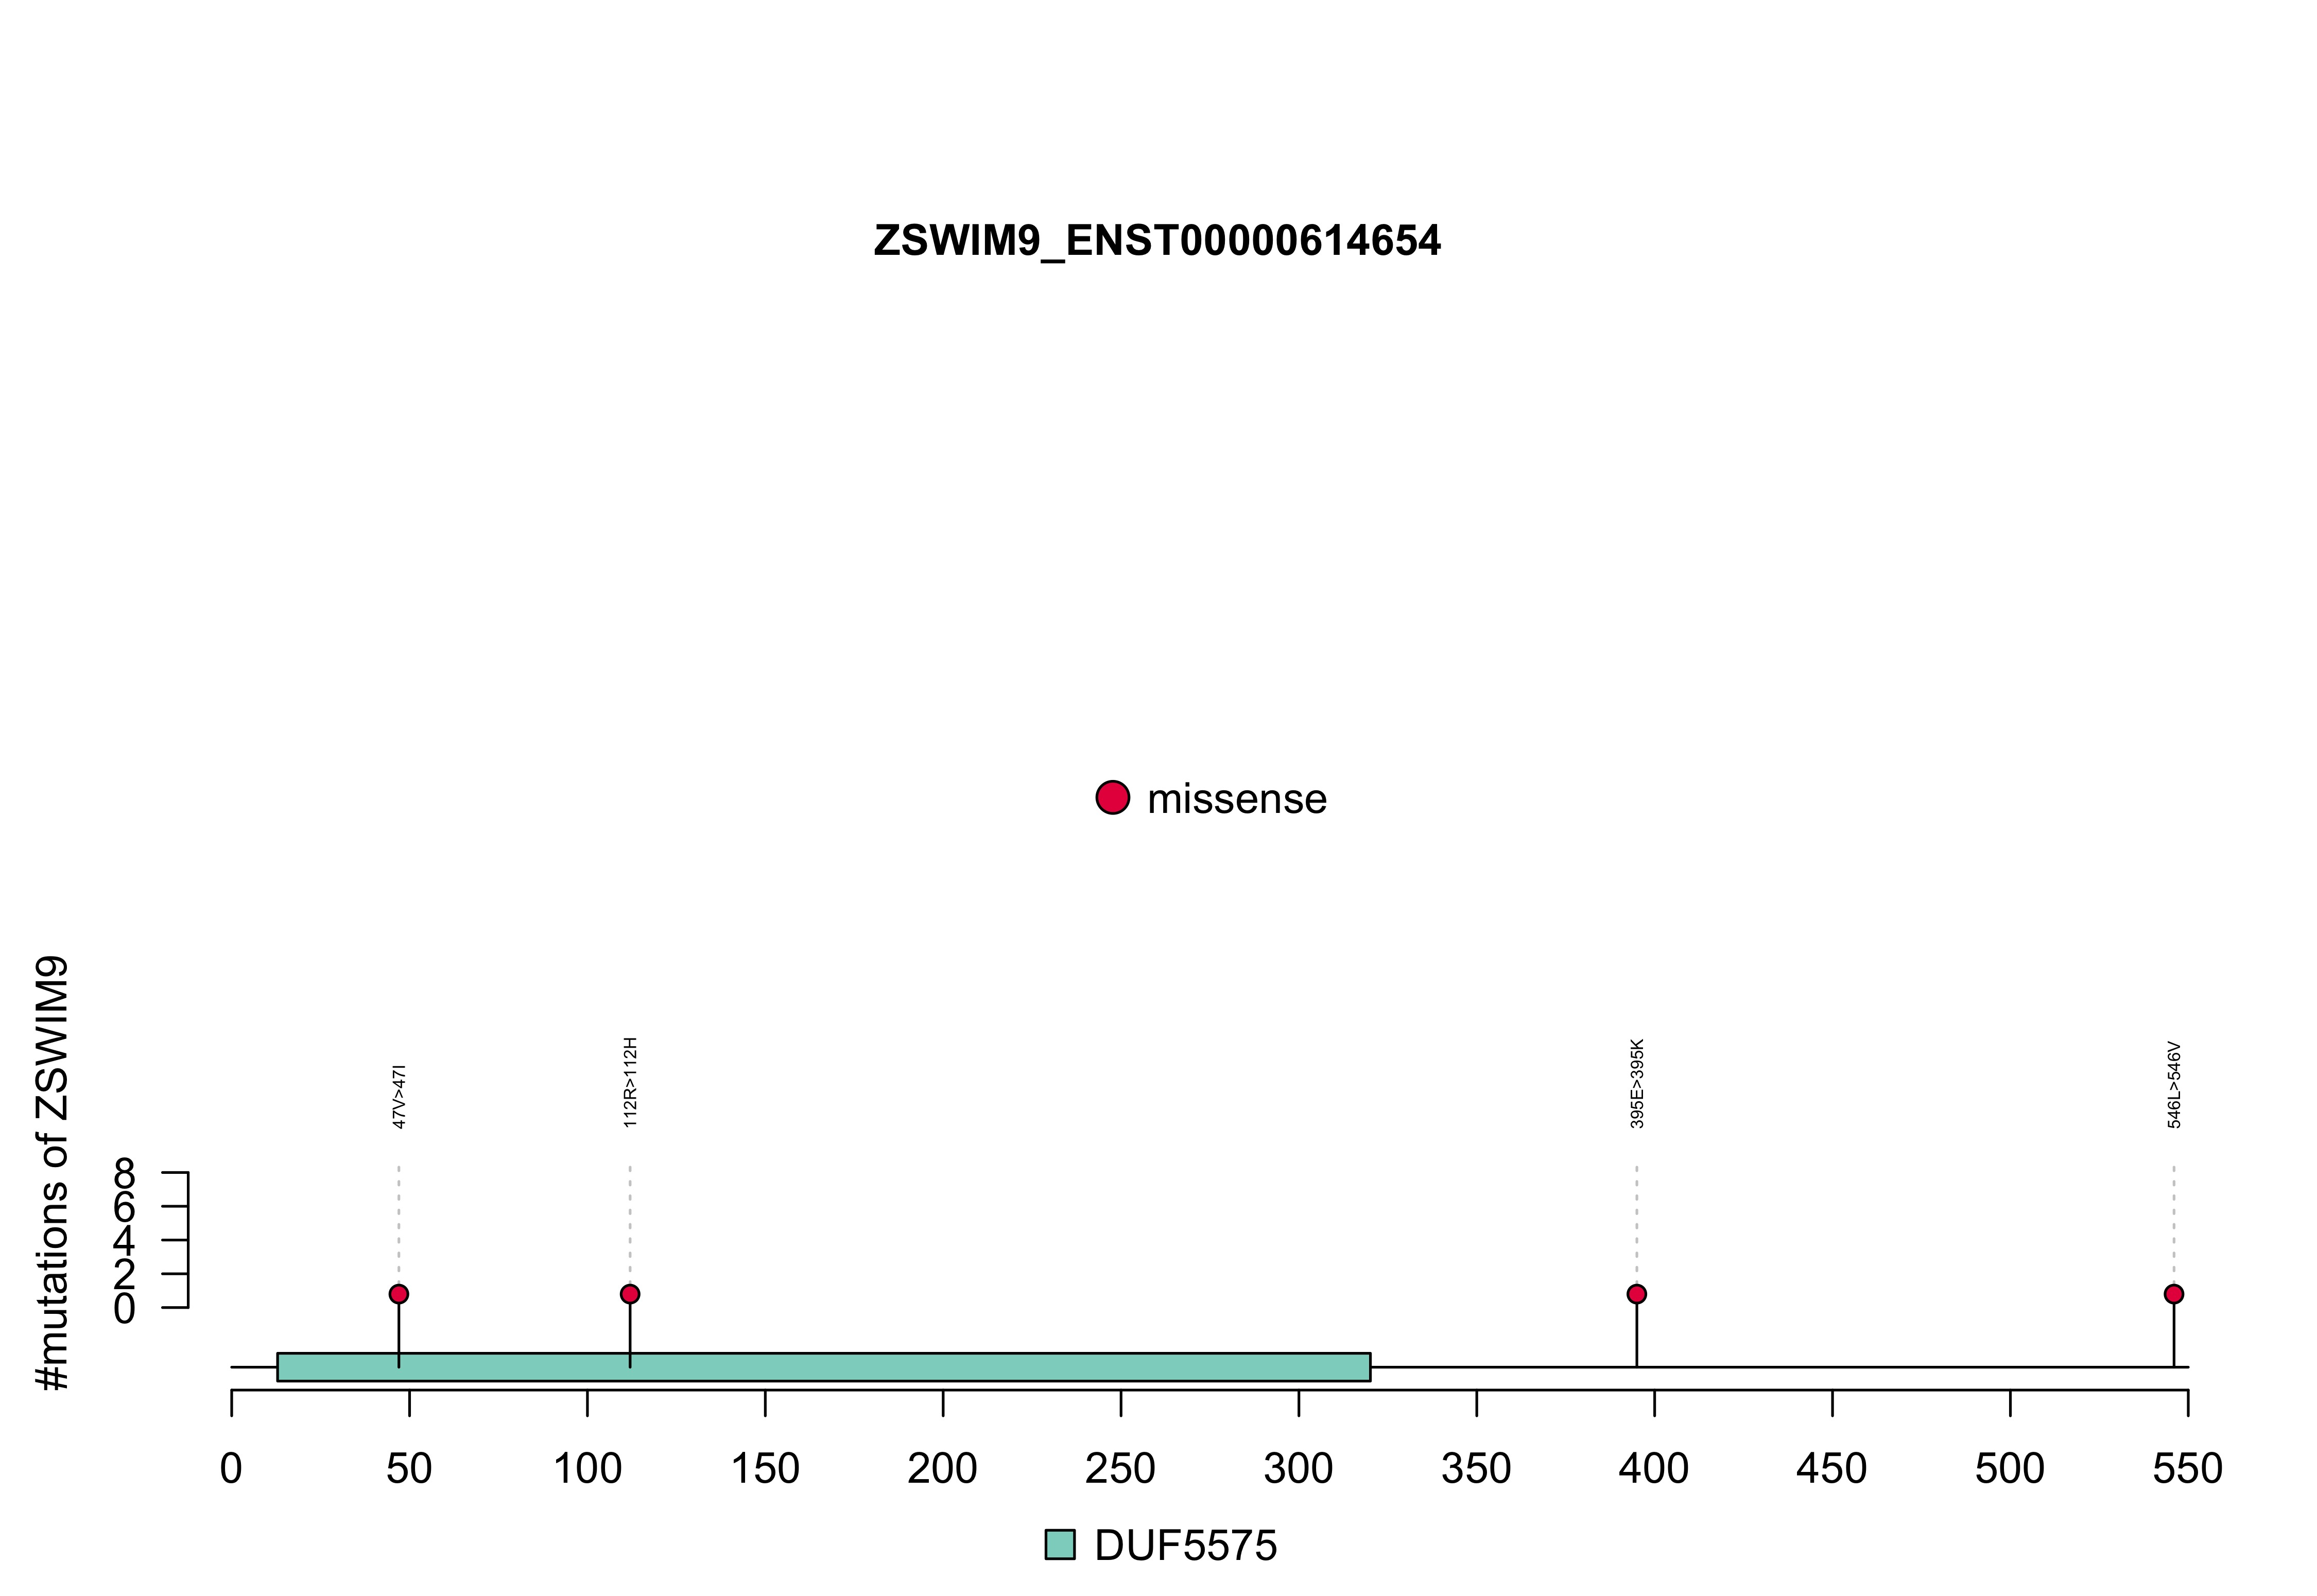 ZSWIM9_ENST00000614654
missense
#mutations of ZSWIM9
47V>47I
112R>112H
395E>395K
546L>546V
8
6
4
2
0
0 50 100 150 200 250 300 350 400 450 500 550
DUF5575